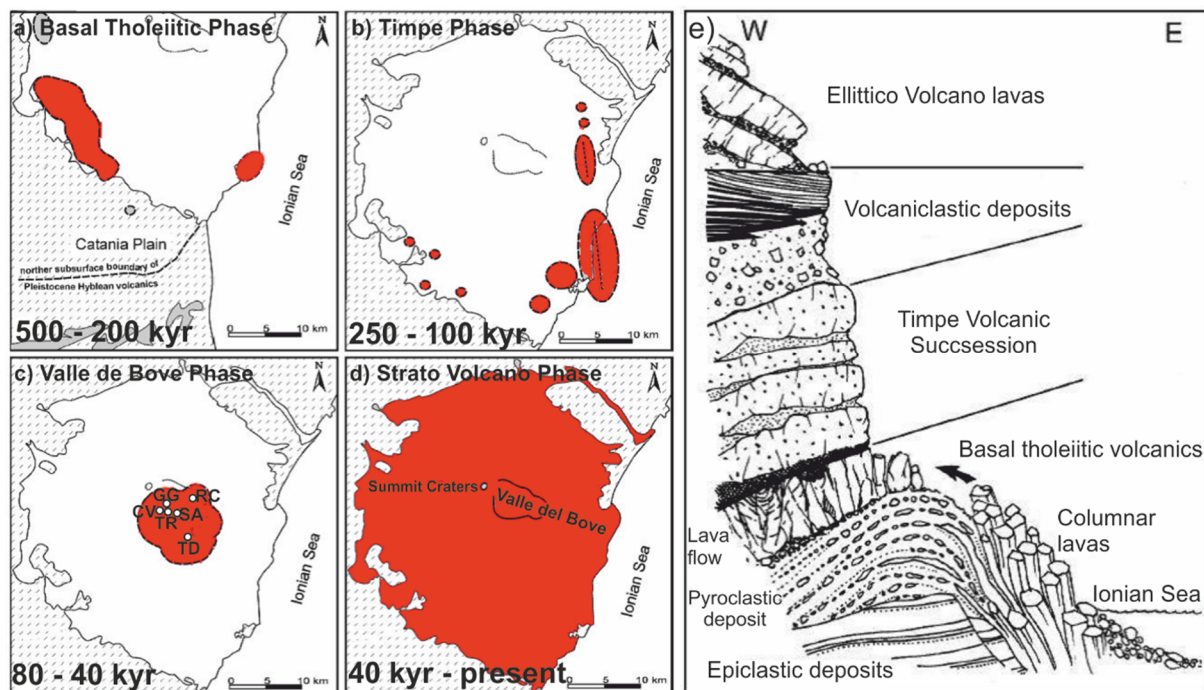 a) Basal Tholeiitic Phase
N
Ionian Sea
Catania Plain
norther subsurface boundary of
Pleistocene Hyblean volcanics
500 - 200 kyr
0 5 10 km
b) Timpe Phase
N
Ionian Sea
250 - 100 kyr
0 5 10 km
c) Valle de Bove Phase
N
GG RC
CV SA
TR
TD
Ionian Sea
80 - 40 kyr
0 5 10 km
d) Strato Volcano Phase
N
Summit Craters
Valle del Bove
Ionian Sea
40 kyr - present
0 5 10 km
e) W E
Ellittico Volcano lavas
Volcaniclastic deposits
Timpe Volcanic
Succsession
Basal tholeiitic volcanics
Columnar
lavas
Lava
flow
Ionian Sea
Pyroclastic
deposit
Epiclastic deposits